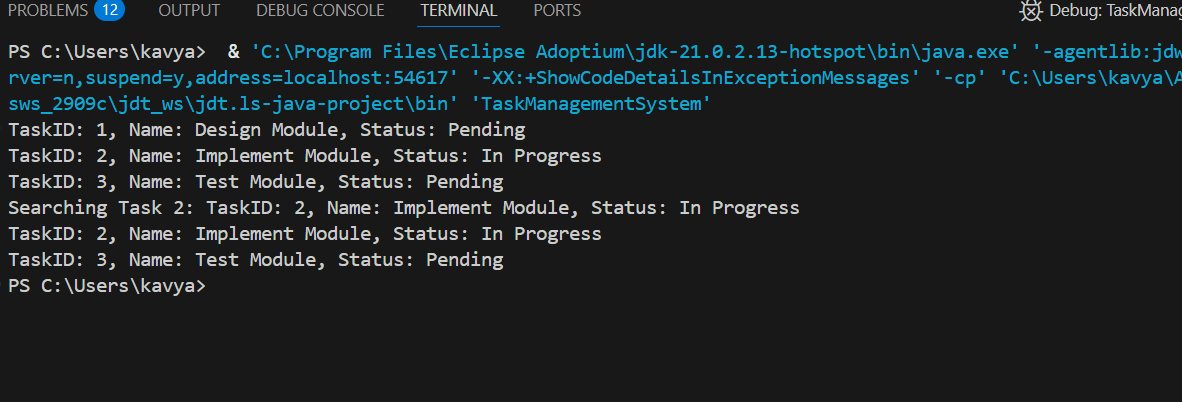 PROBLEMS 12 OUTPUT DEBUG CONSOLE TERMINAL PORTS Debug: TaskManag
PS C:\Users\kavya>  & 'C:\Program Files\Eclipse Adoptium\jdk-21.0.2.13-hotspot\bin\java.exe' '-agentlib:jdw
rver=n,suspend=y,address=localhost:54617' '-XX:+ShowCodeDetailsInExceptionMessages' '-cp' 'C:\Users\kavya\A
sws_2909c\jdt_ws\jdt.ls-java-project\bin' 'TaskManagementSystem'
TaskID: 1, Name: Design Module, Status: Pending
TaskID: 2, Name: Implement Module, Status: In Progress
TaskID: 3, Name: Test Module, Status: Pending
Searching Task 2: TaskID: 2, Name: Implement Module, Status: In Progress
TaskID: 2, Name: Implement Module, Status: In Progress
TaskID: 3, Name: Test Module, Status: Pending
PS C:\Users\kavya>